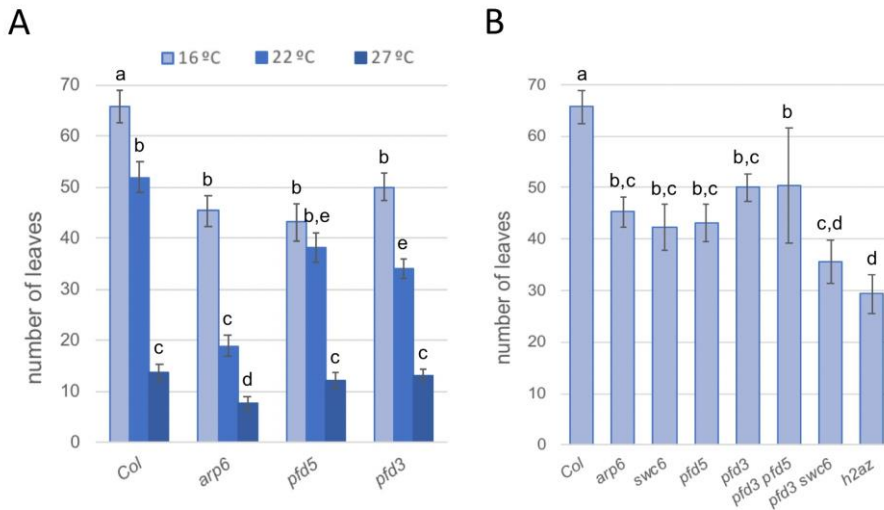 A
16 ºC 22 ºC 27 ºC
number of leaves
70
60
50
40
30
20
10
0
a
b
c
b
c
d
b
b,e
c
b
e
c
Col
arp6
pfd5
pfd3
B
number of leaves
70
60
50
40
30
20
10
0
a
b,c
b,c
b,c
b,c
b
c,d
d
Col
arp6
swc6
pfd5
pfd3
pfd3 pfd5
pfd3 swc6
h2az